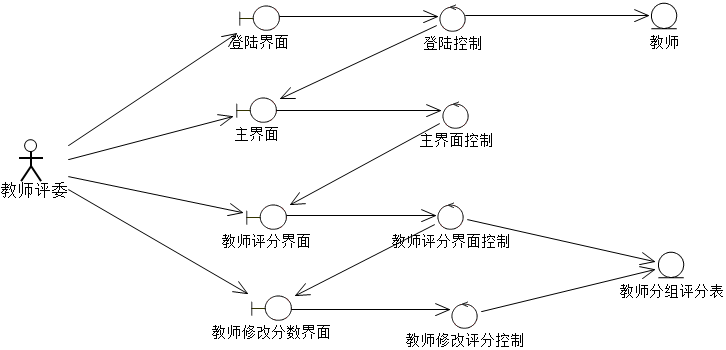 登陆界面
登陆控制
教师
主界面
主界面控制
教师评委
教师评分界面
教师评分界面控制
教师分组评分表
教师修改分数界面
教师修改评分控制